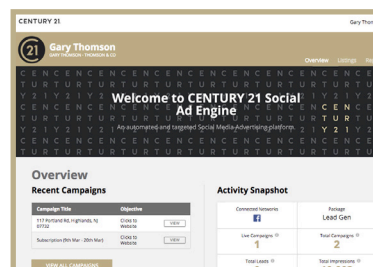 CENTURY 21
Gary Thom
21
Gary Thomson
GARY THOMSON - THOMSON & CO
Overview Listings
Welcome to CENTURY 21 Social
Ad Engine
An automated and targeted Social Media Advertising platform
Overview
Recent Campaigns
Campaign Title Objective
117 Portland Rd, Highlands, NJ
07732
Clicks to
Website
VIEW
Subscription (9th Mar - 20th Mar)
Clicks to
Website
VIEW
VIEW ALL CAMPAIGNS
Activity Snapshot
Connected Networks
Package
Lead Gen
Live Campaigns
1
Total Campaigns
2
Total Leads
Total Impressions